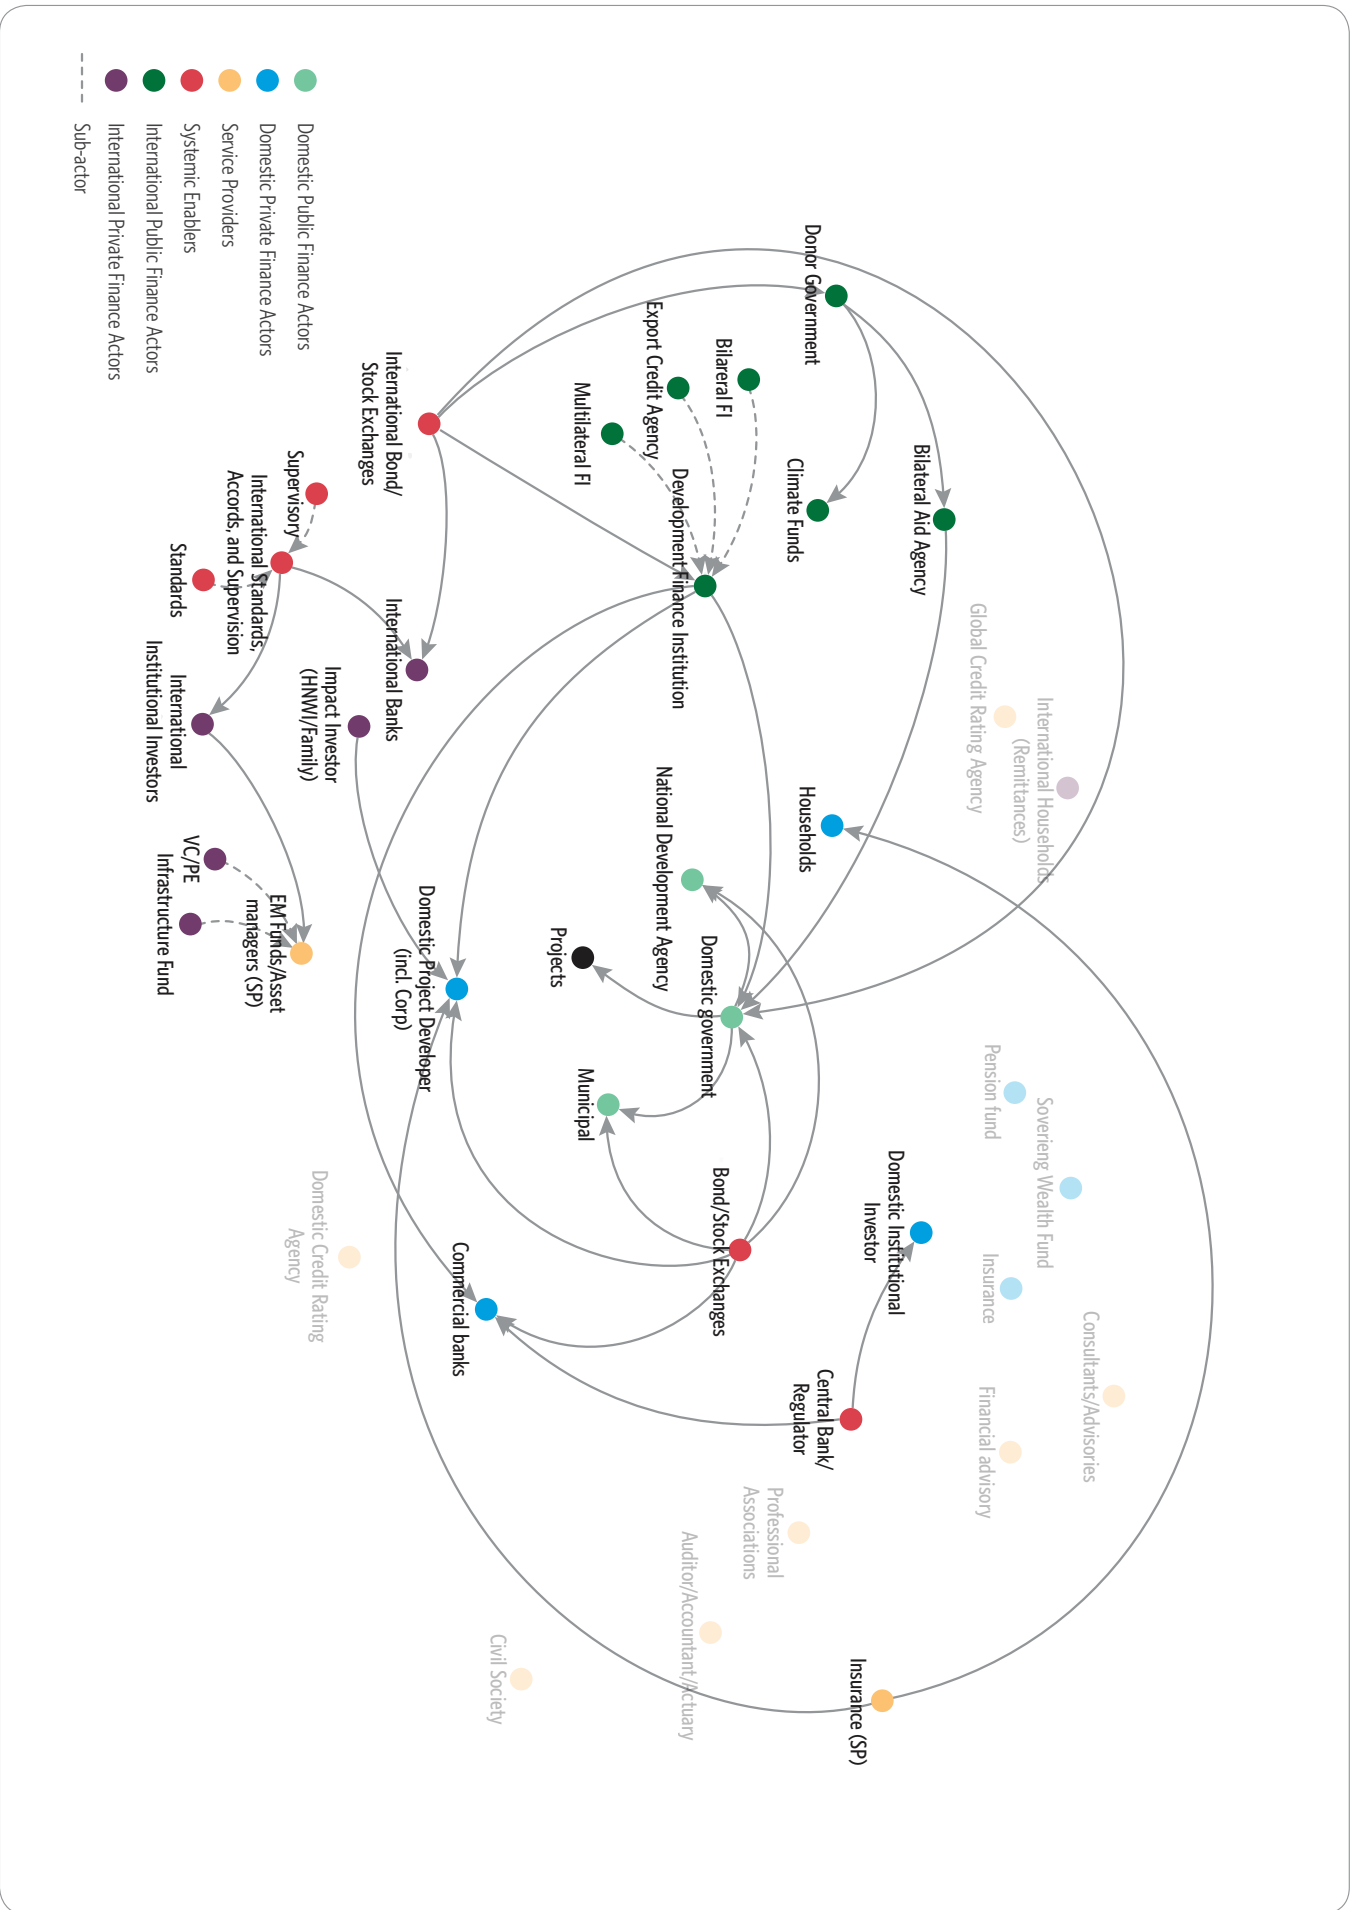 Domestic Public Finance Actors
Domestic Private Finance Actors
Service Providers
Systemic Enablers
International Public Finance Actors
International Private Finance Actors
Sub-actor
Donor Government
Bilateral Aid Agency
Climate Funds
Bilareral FI
Export Credit Agency
Multilateral FI
Development Finance Institution
International Bond/
Stock Exchanges
Supervisory
International Standards,
Accords, and Supervision
Standards
International Banks
Impact Investor
(HNWI/Family)
International
Institutional Investors
VC/PE
Infrastructure Fund
EM Funds/Asset
managers (SP)
International Households
(Remittances)
Global Credit Rating Agency
Households
National Development Agency
Domestic government
Projects
Municipal
Domestic Project Developer
(incl. Corp)
Pension fund
Soverieng Wealth Fund
Insurance
Domestic Institutional
Investor
Bond/Stock Exchanges
Commercial banks
Domestic Credit Rating
Agency
Central Bank/
Regulator
Consultants/Advisories
Financial advisory
Professional
Associations
Auditor/Accountant/Actuary
Civil Society
Insurance (SP)